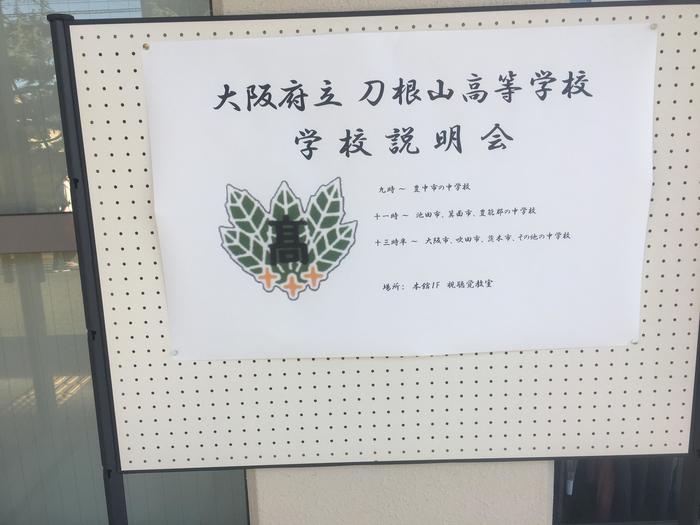 大阪府立 刀根山高等学校
学校説明会
九時 ～ 豊中市の中学校
十一時 ～ 池田市、箕面市、豊能郡の中学校
十三時半 ～ 大阪市、吹田市、茨木市、その他の中学校
髙
場所： 本館1F 視聴覚教室